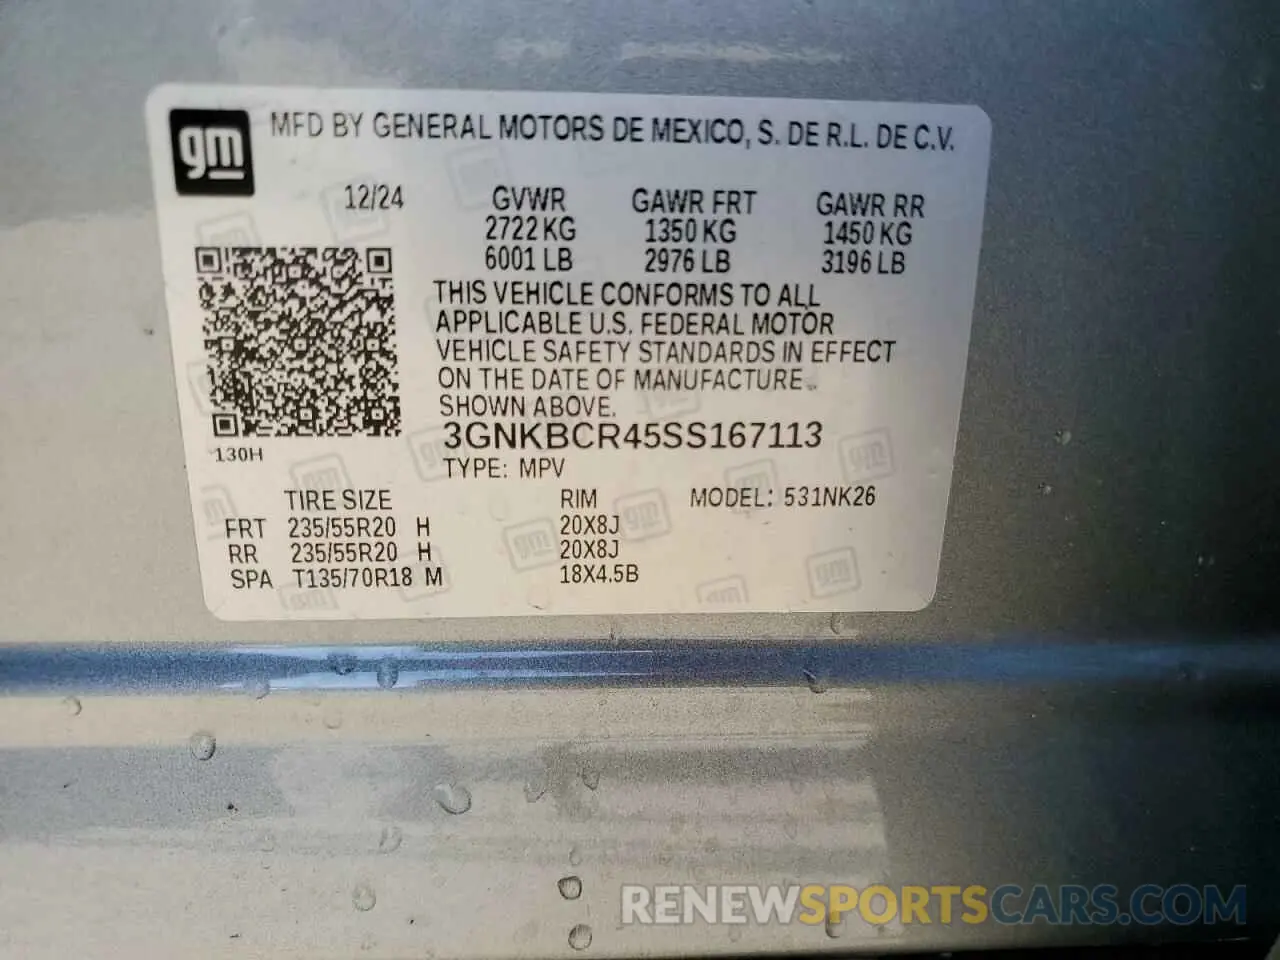 gm MFD BY GENERAL MOTORS DE MEXICO, S. DE R.L. DE C.V.
12/24 GVWR GAWR FRT GAWR RR
2722 KG 1350 KG 1450 KG
6001 LB 2976 LB 3196 LB
THIS VEHICLE CONFORMS TO ALL
APPLICABLE U.S. FEDERAL MOTOR
VEHICLE SAFETY STANDARDS IN EFFECT
ON THE DATE OF MANUFACTURE
SHOWN ABOVE.
3GNKBCR45SS167113
130H
TYPE: MPV
TIRE SIZE RIM MODEL: 531NK26
FRT 235/55R20 H 20X8J
RR 235/55R20 H 20X8J
SPA T135/70R18 M 18X4.5B
RENEWSPORTSCARS.COM